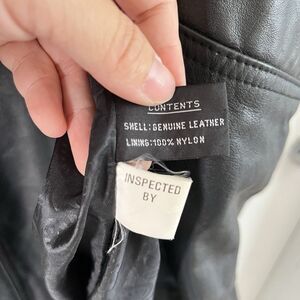 CONTENTS
SHELL: GENUINE LEATHER
LINING: 100% NYLON
INSPECTED
BY